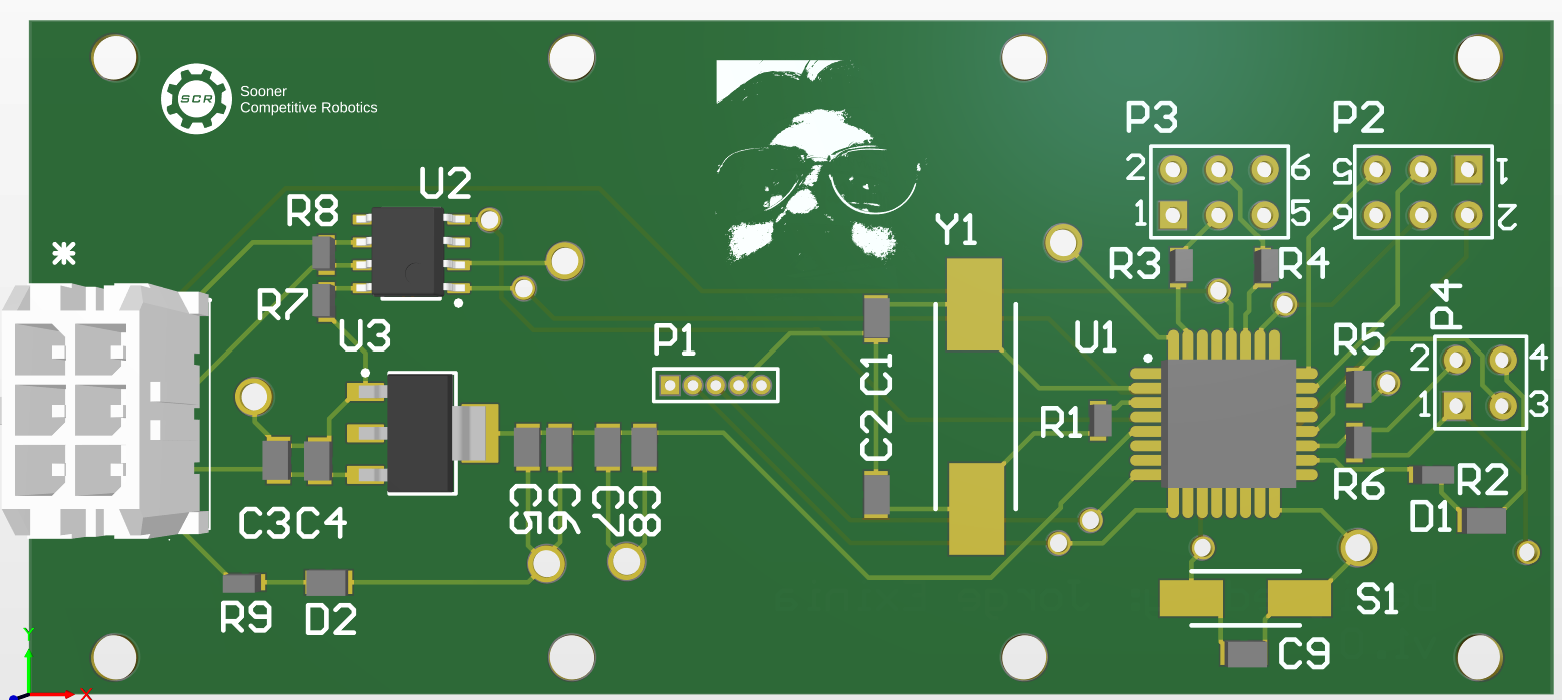 SCR
Sooner
Competitive Robotics
P3
P2
2
6
5
1
1
5
6
2
U2
R8
R7
U3
Y1
R3
R4
P4
P1
U1
R5
2
4
1
3
C1
C2
R1
R6
R2
D1
C3
C4
C5
C6
C7
C8
R9
D2
S1
C9
Y
X